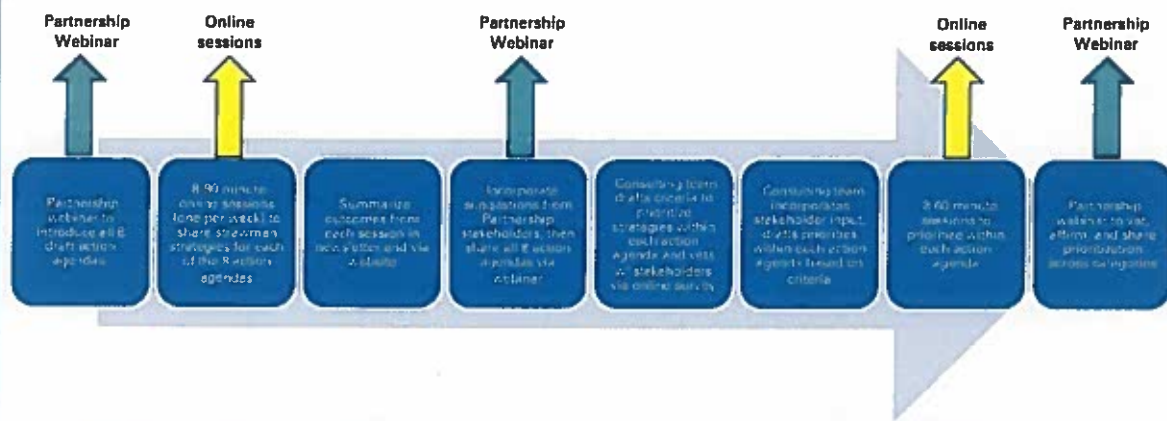 Partnership
Webinar
Online
sessions
Partnership
Webinar
Online
sessions
Partnership
Webinar
Partnership
webinar to
introduce all 8
draft action
agendas
8 90 minute
online sessions
(one per week) to
share strawman
strategies for each
of the 8 action
agendas
Summarize
outcomes from
each session in
newsletter and via
website
Incorporate
suggestions from
Partnership
stakeholders, then
share all 8 action
agendas via
webinar
Consulting team
drafts criteria to
prioritize
strategies within
each action
agenda and vets
w/ stakeholders
via online survey
Consulting team
incorporates
stakeholder input,
drafts priorities
within each action
agenda based on
criteria
8 60 minute
sessions to
prioritize within
each action
agenda
Partnership
webinar to vet,
affirm, and share
prioritization
across categories